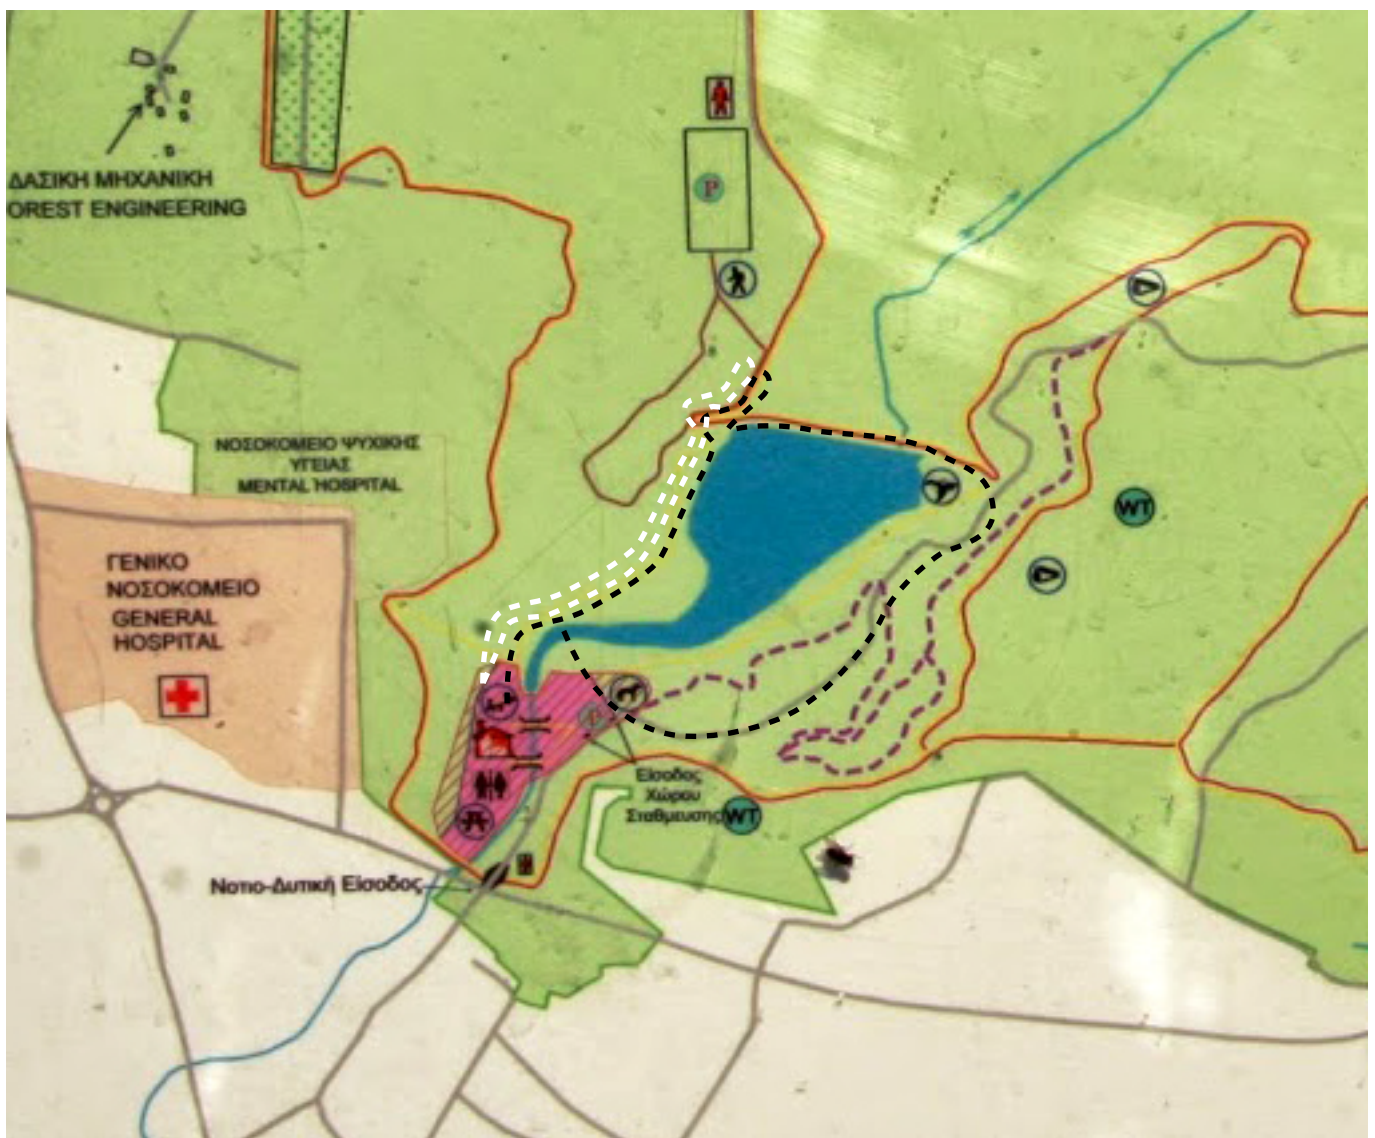 ΔΑΣΙΚΗ ΜΗΧΑΝΙΚΗ
OREST ENGINEERING
P
ΝΟΣΟΚΟΜΕΙΟ ΨΥΧΙΚΗΣ
ΥΓΕΙΑΣ
MENTAL HOSPITAL
WT
ΓΕΝΙΚΟ
ΝΟΣΟΚΟΜΕΙΟ
GENERAL
HOSPITAL
Είσοδος
Χώρου
Σταθμευσης
WT
Νοτιο-Δυτική Είσοδος